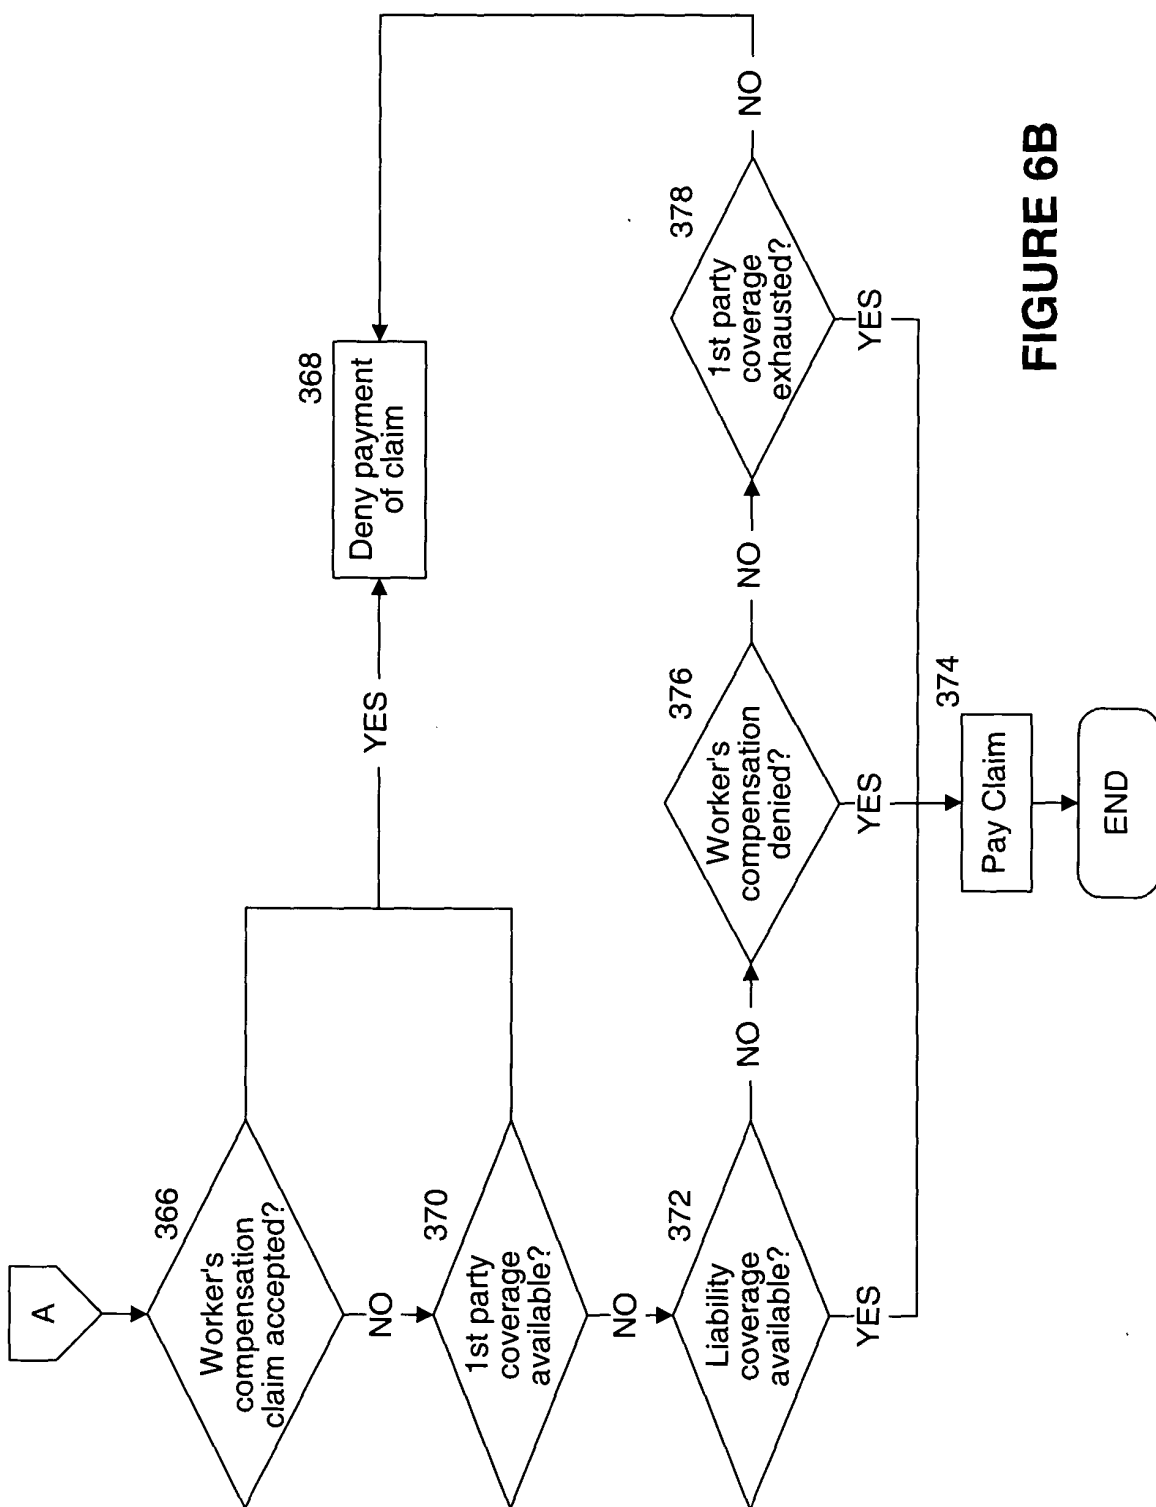 A
366
Worker's
compensation
claim accepted?
NO
YES
368
Deny payment
of claim
370
1st party
coverage
available?
NO
372
Liability
coverage
available?
YES
NO
376
Worker's
compensation
denied?
YES
NO
378
1st party
coverage
exhausted?
YES
NO
374
Pay Claim
END
FIGURE 6B